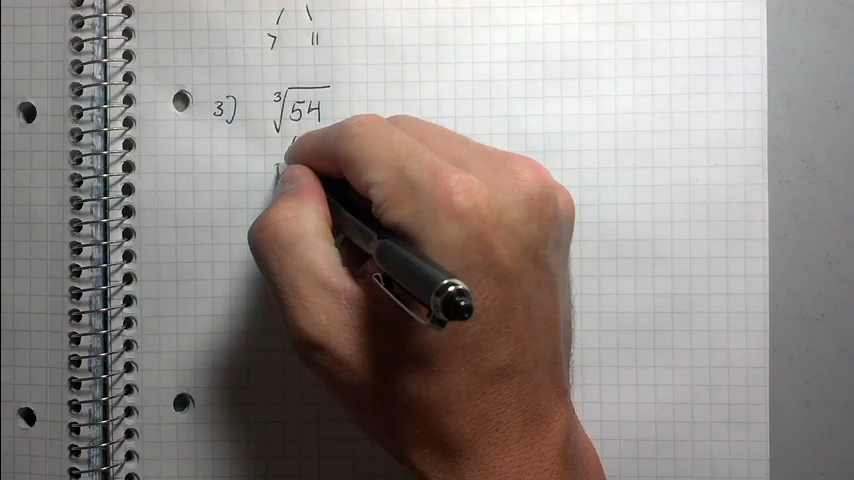 / \
7 11
3) ∛54